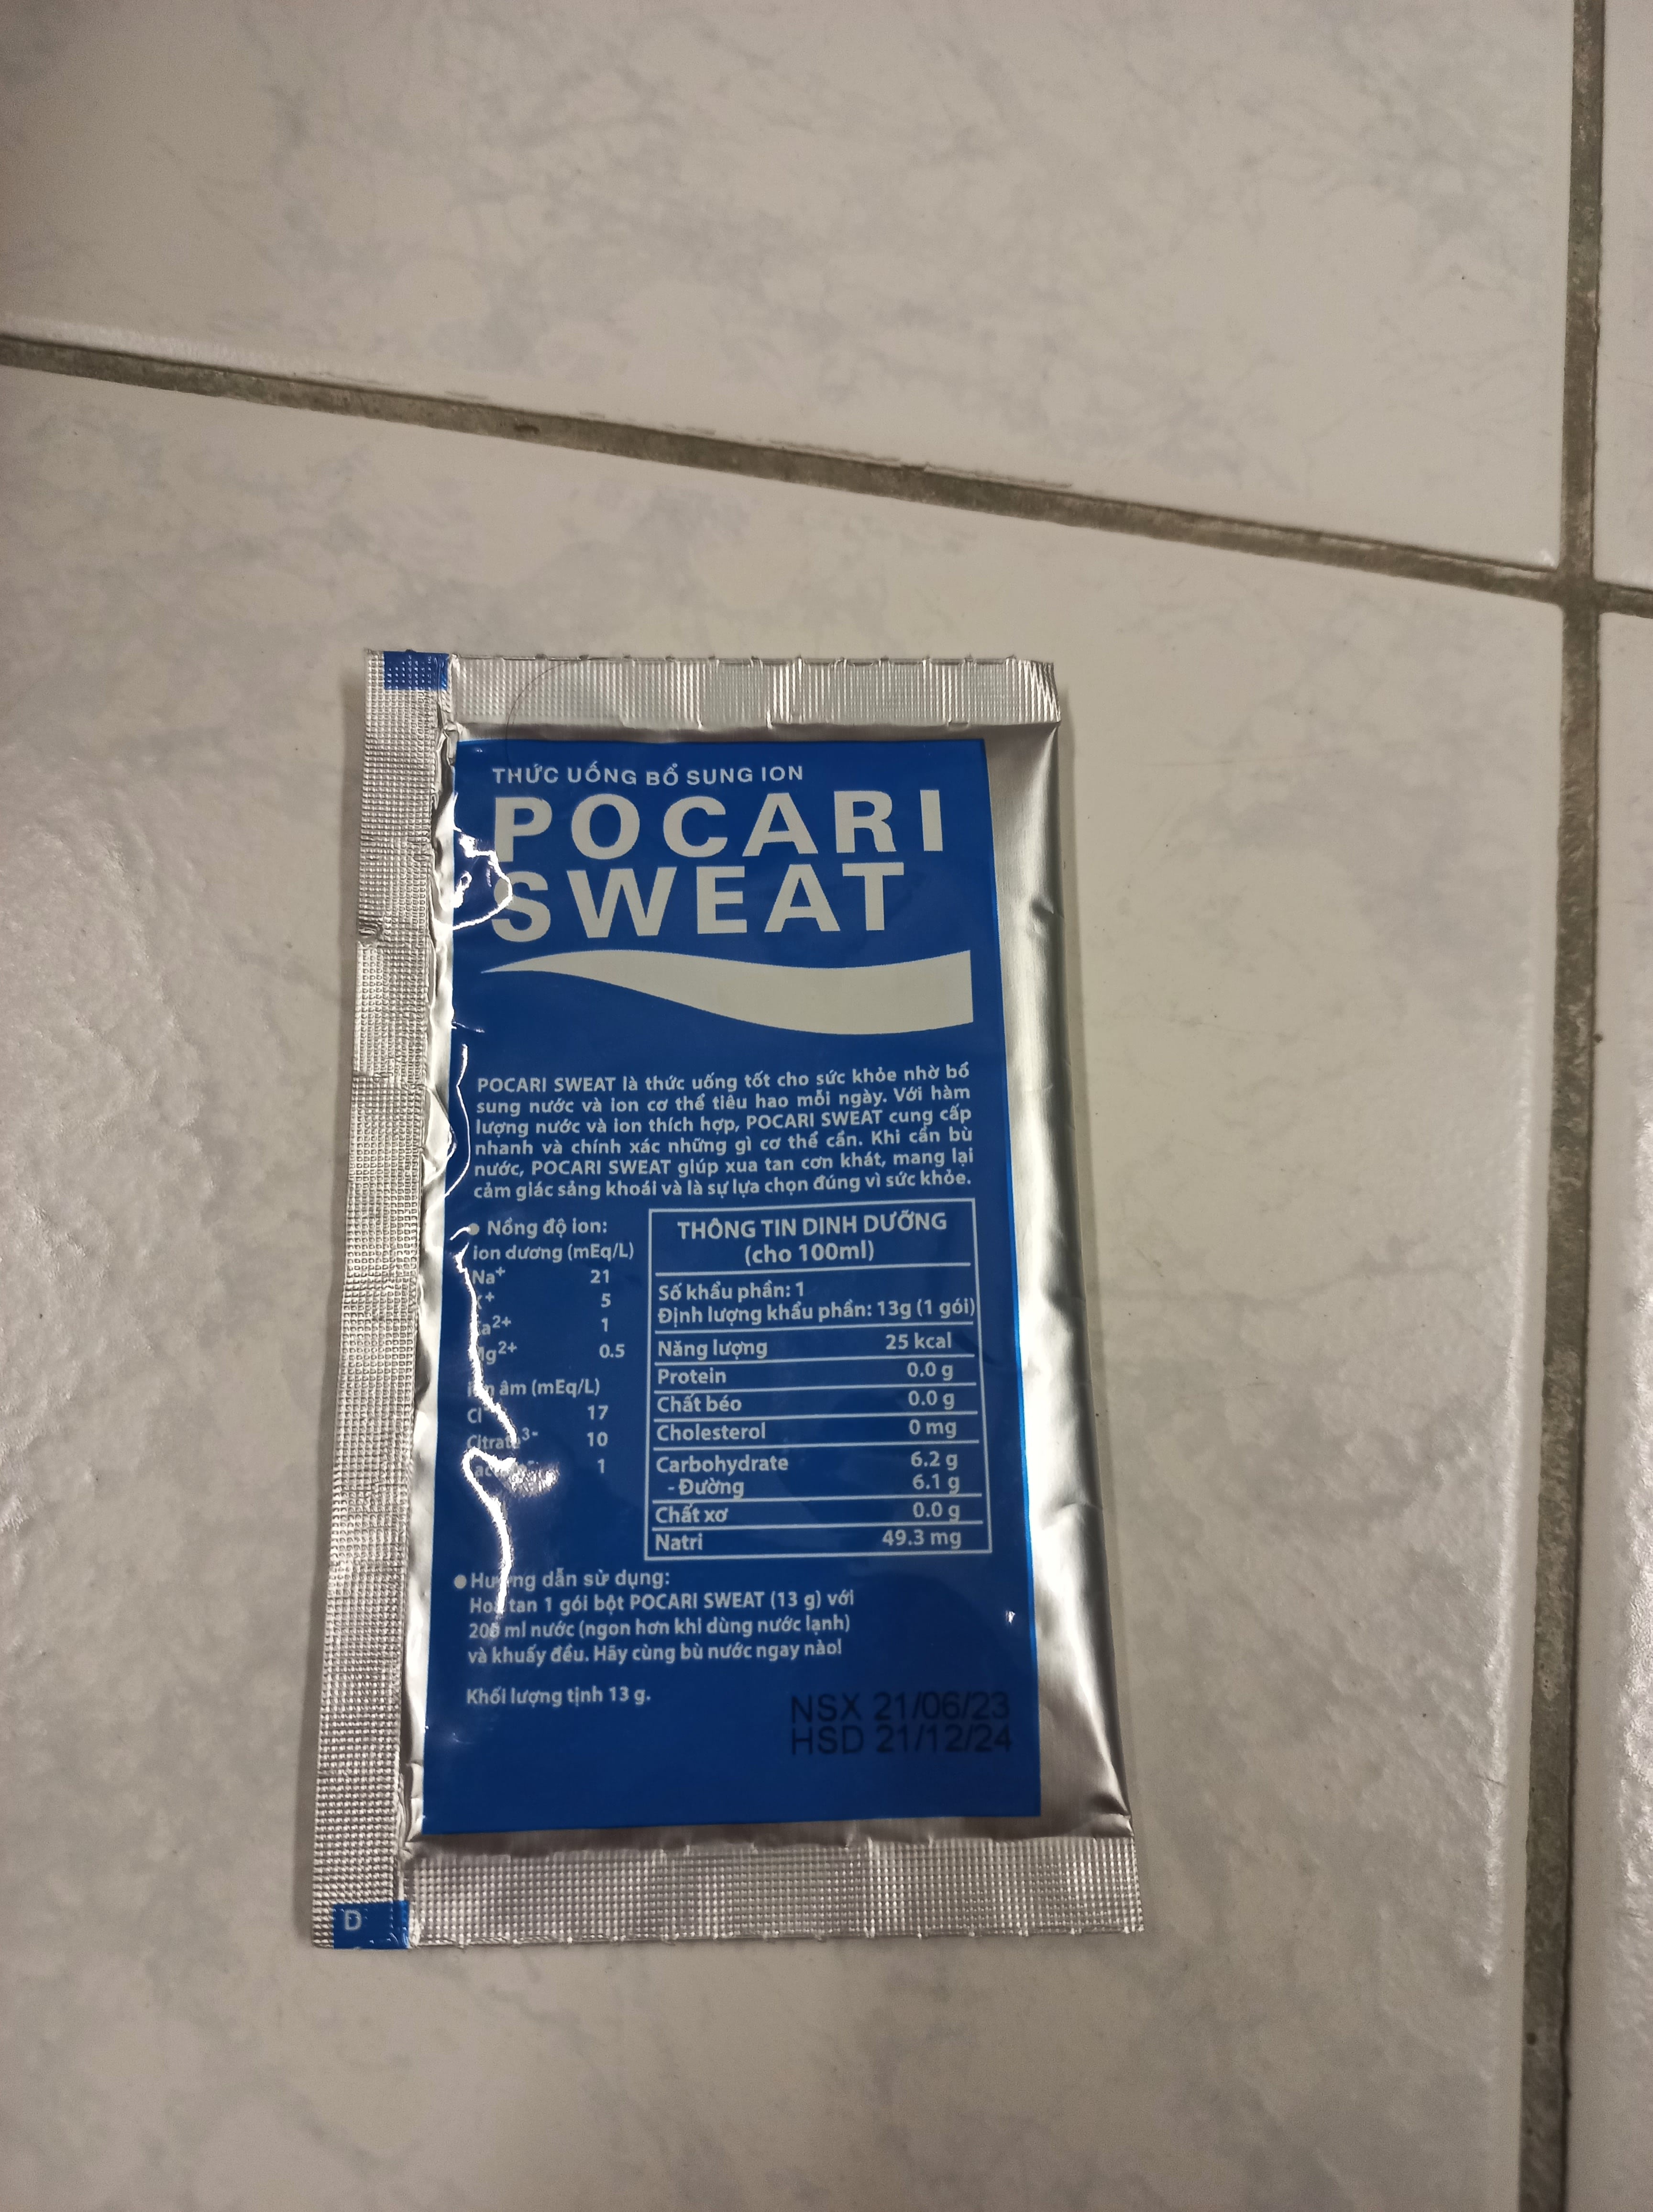 THỨC UỐNG BỔ SUNG ION
POCARI
SWEAT
POCARI SWEAT là thức uống tốt cho sức khỏe nhờ bổ
sung nước và ion cơ thể tiêu hao mỗi ngày. Với hàm
lượng nước và ion thích hợp, POCARI SWEAT cung cấp
nhanh và chính xác những gì cơ thể cần. Khi cần bù
nước, POCARI SWEAT giúp xua tan cơn khát, mang lại
cảm giác sảng khoái và là sự lựa chọn đúng vì sức khỏe.
● Nồng độ ion:
ion dương (mEq/L)
Na+ 21
5
1
0.5
âm (mEq/L)
Cl 17
10
1
THÔNG TIN DINH DƯỠNG
(cho 100ml)
Số khẩu phần: 1
Định lượng khẩu phần: 13g (1 gói)
Năng lượng 25 kcal
Protein 0.0 g
Chất béo 0.0 g
Cholesterol 0 mg
Carbohydrate 6.2 g
- Đường 6.1 g
Chất xơ 0.0 g
Natri 49.3 mg
● Hướng dẫn sử dụng:
Hoà tan 1 gói bột POCARI SWEAT (13 g) với
ml nước (ngon hơn khi dùng nước lạnh)
và khuấy đều. Hãy cùng bù nước ngay nào!
Khối lượng tịnh 13 g.
NSX 21/06/23
HSD 21/12/24
D